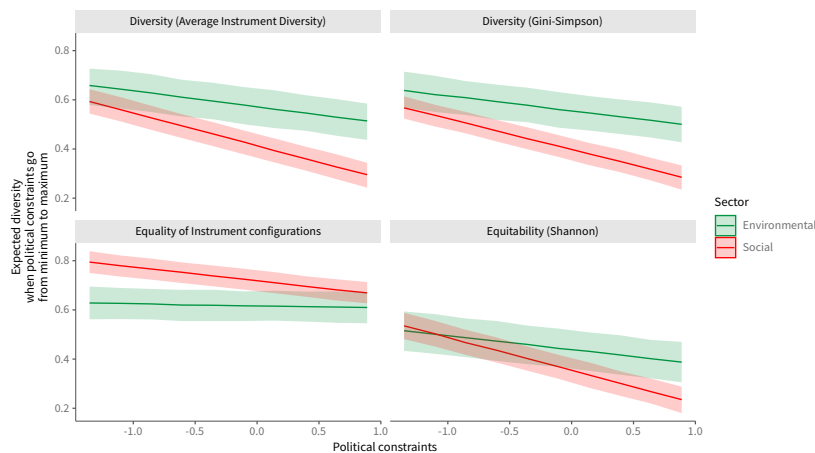 Diversity (Average Instrument Diversity)
Diversity (Gini-Simpson)
0.8
0.6
0.4
0.2
Equality of Instrument configurations
Equitability (Shannon)
0.8
0.6
0.4
0.2
-1.0
-0.5
0.0
0.5
1.0
-1.0
-0.5
0.0
0.5
1.0
Political constraints
Expected diversity
when political constraints go
from minimum to maximum
Sector
Environmental
Social